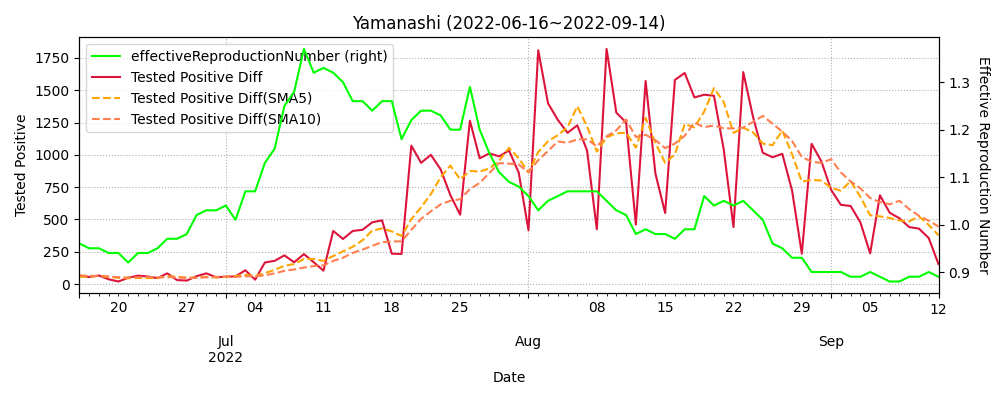 Yamanashi (2022-06-16~2022-09-14)
effectiveReproductionNumber (right)
Tested Positive Diff
Tested Positive Diff(SMA5)
Tested Positive Diff(SMA10)
Tested Positive
1750
1500
1250
1000
750
500
250
0
Effective Reproduction Number
1.3
1.2
1.1
1.0
0.9
20 27 04 11 18 25 08 15 22 29 05 12
Jul Aug Sep
2022
Date